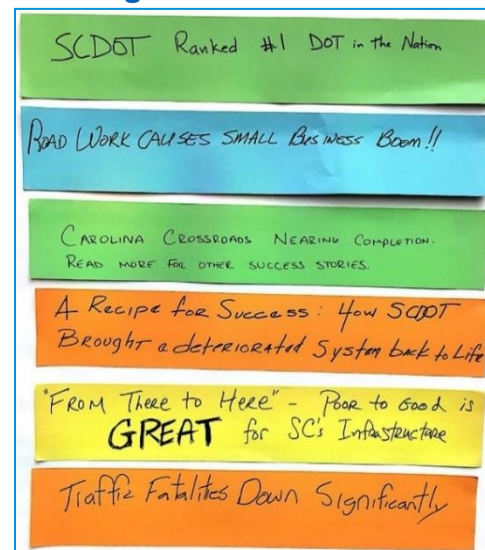 SCDOT Ranked #1 DOT in the Nation
ROAD WORK CAUSES SMALL BUSINESS BOOM!!
CAROLINA CROSSROADS NEARING COMPLETION.
READ MORE FOR OTHER SUCCESS STORIES.
A Recipe for Success: How SCDOT
Brought a deteriorated System back to Life
"FROM There to Here" - Poor to Good is
GREAT for SC's Infrastructure
Traffic Fatalities Down Significantly